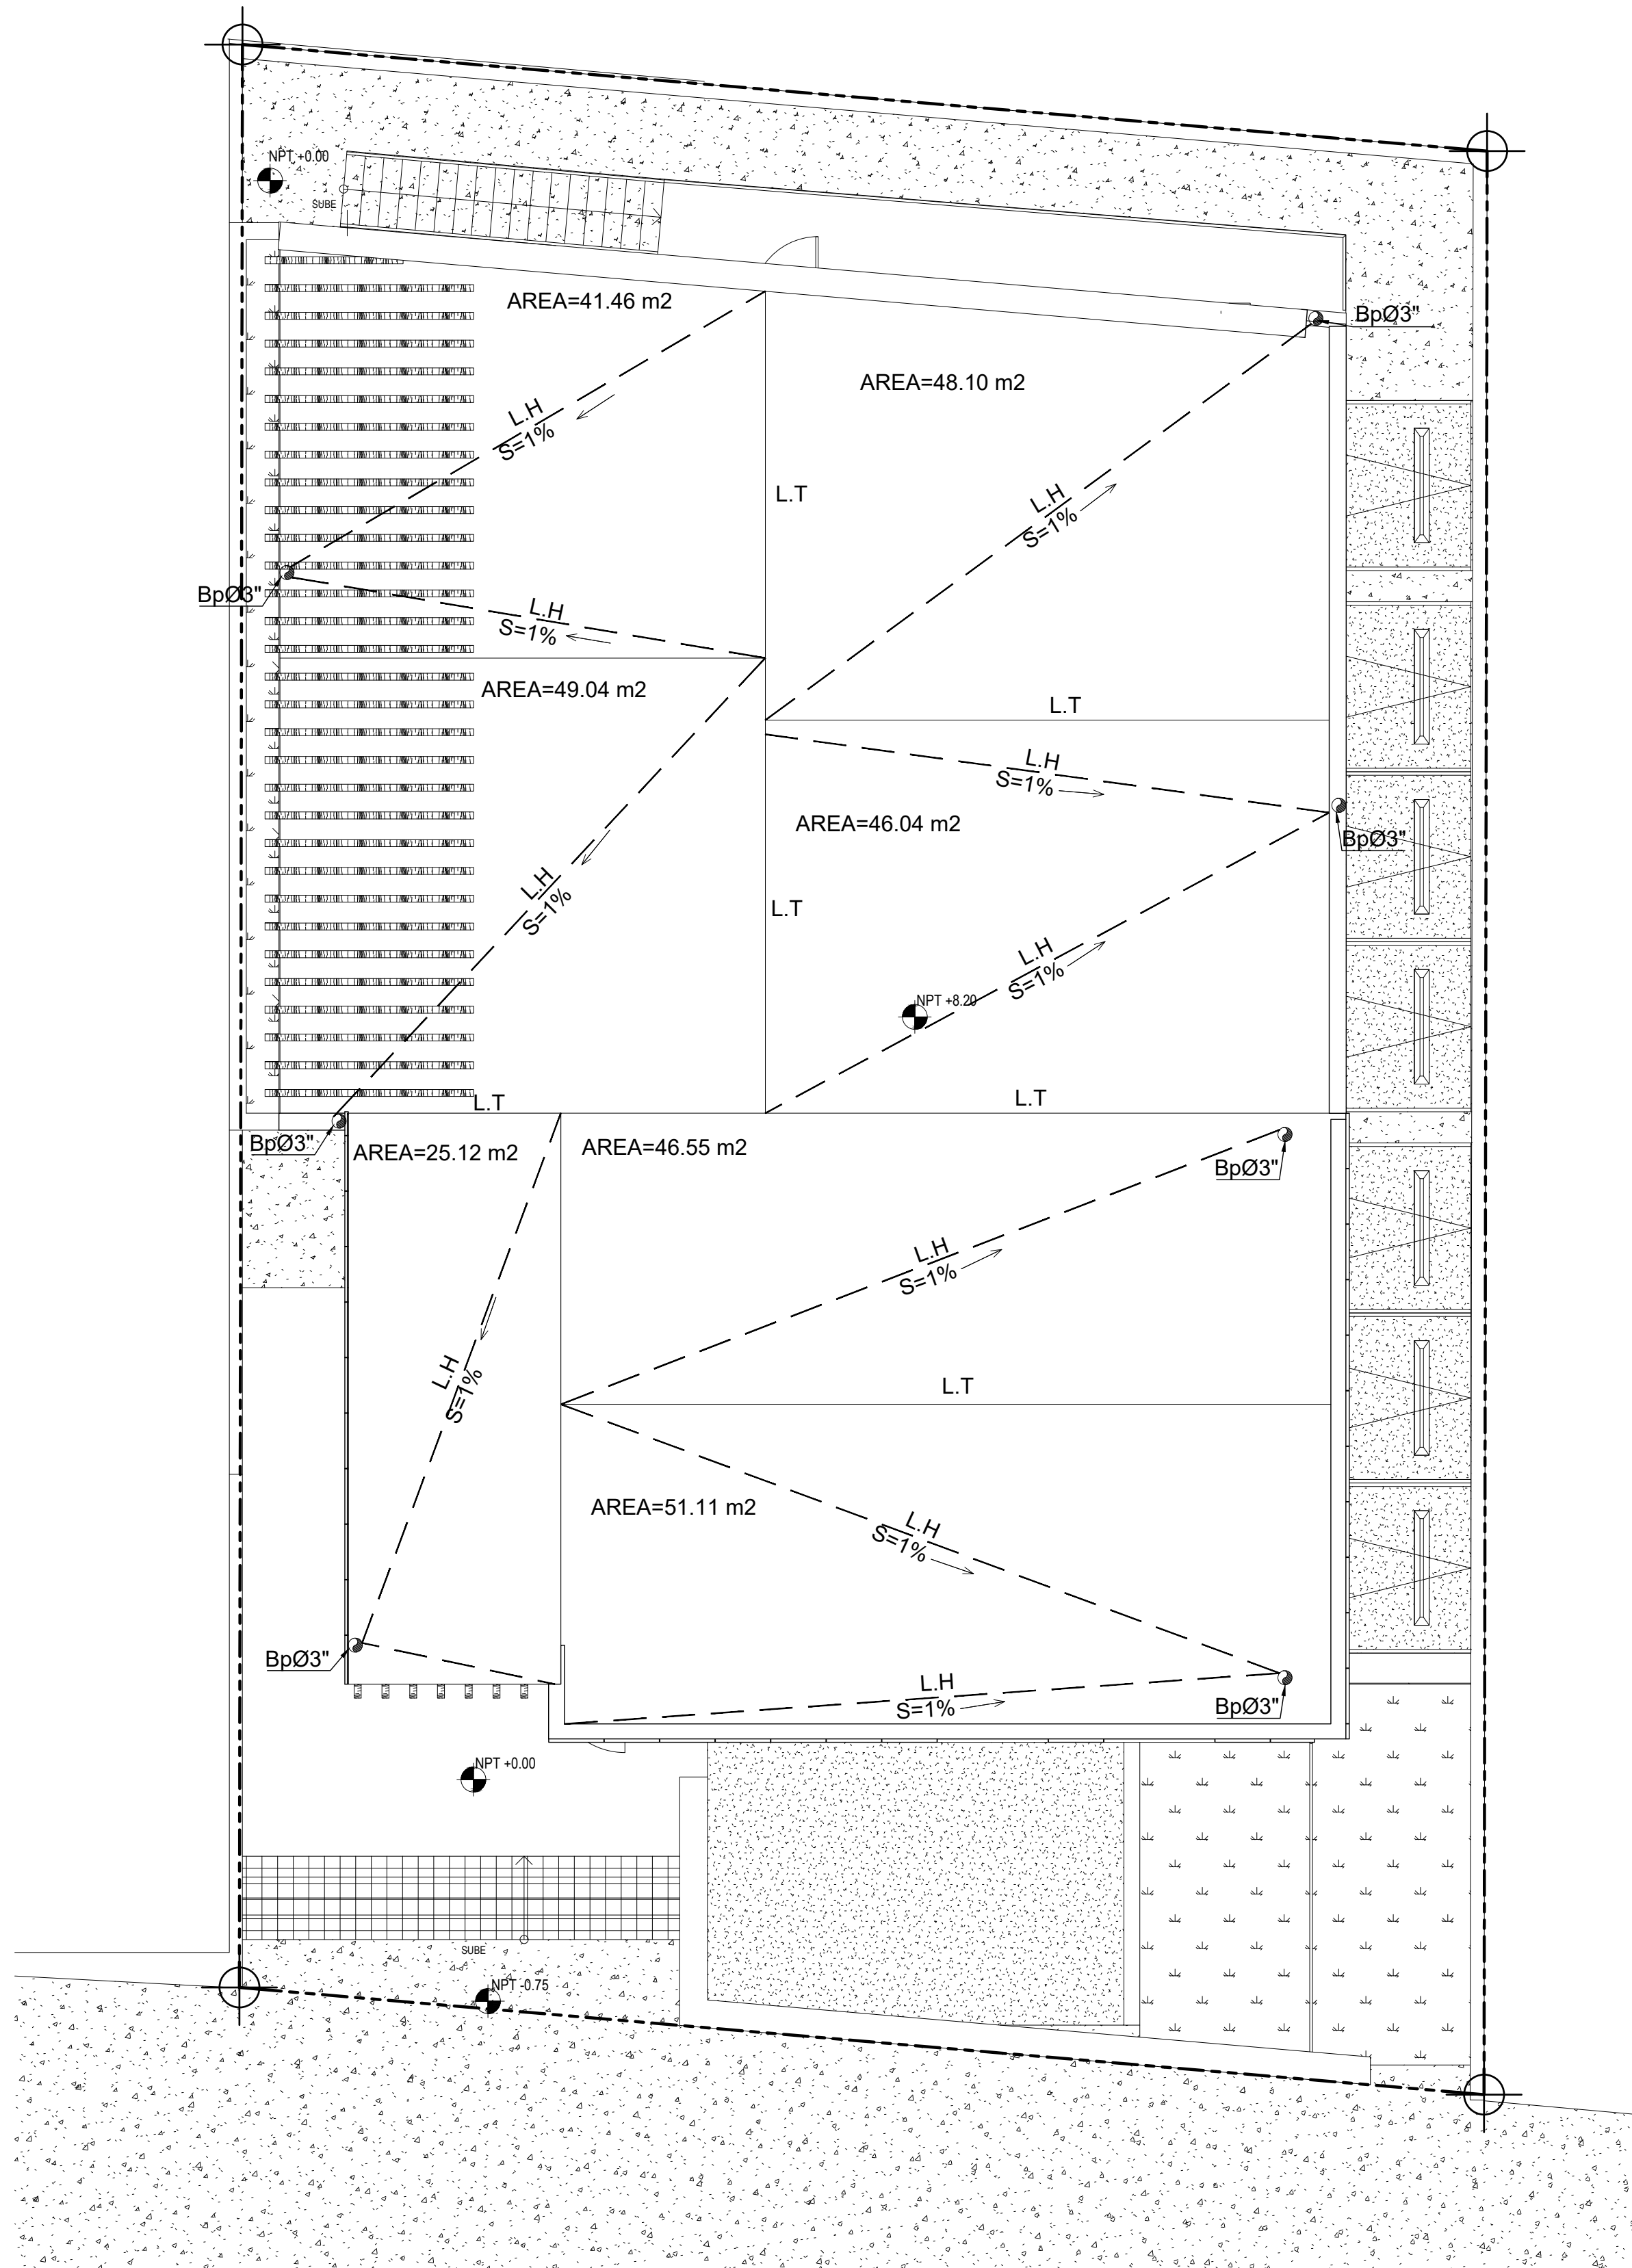 NPT +0.00
SUBE
AREA=41.46 m2
BpØ3"
AREA=48.10 m2
L.H
S=1%
L.T
L.H
S=1%
BpØ3"
L.H
S=1%
AREA=49.04 m2
L.T
L.H
S=1%
AREA=46.04 m2
BpØ3"
L.H
S=1%
L.T
L.H
S=1%
NPT +8.20
L.T
L.T
BpØ3"
AREA=25.12 m2
AREA=46.55 m2
BpØ3"
L.H
S=1%
L.H
S=1%
L.T
AREA=51.11 m2
L.H
S=1%
BpØ3"
L.H
S=1%
BpØ3"
NPT +0.00
SUBE
NPT -0.75